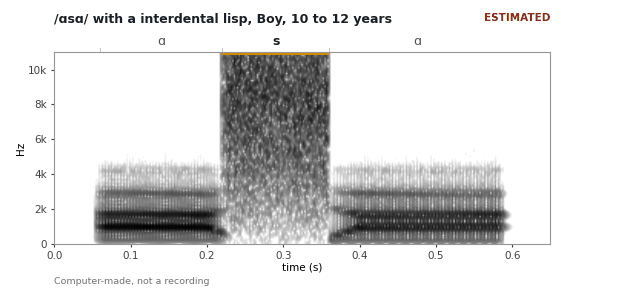 /ɑsɑ/ with a interdental lisp, Boy, 10 to 12 years
ESTIMATED
ɑ s ɑ
10k
8k
6k
4k
2k
0
Hz
0.0 0.1 0.2 0.3 0.4 0.5 0.6
time (s)
Computer-made, not a recording